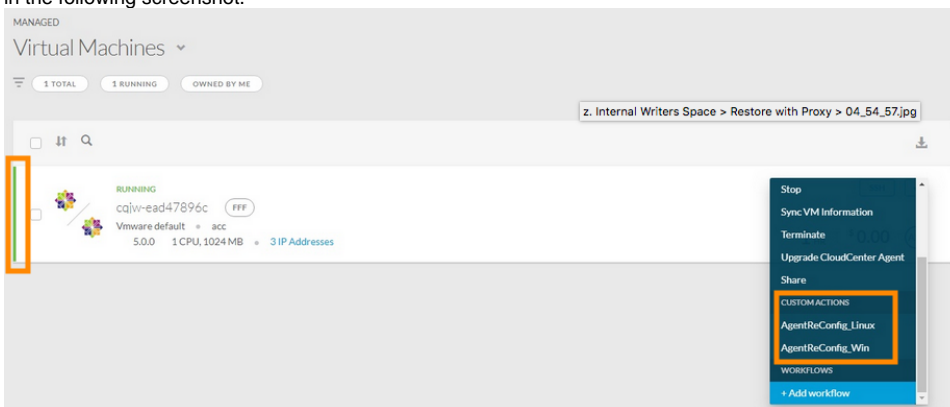 in the following screenshot.
MANAGED
Virtual Machines
1 TOTAL
1 RUNNING
OWNED BY ME
z. Internal Writers Space > Restore with Proxy > 04_54_57.jpg
RUNNING
cqjw-ead47896c FFF
Vmware default acc
5.0.0 1 CPU, 1024 MB 3 IP Addresses
Stop
Sync VM Information
Terminate
Upgrade CloudCenter Agent
Share
CUSTOM ACTIONS
AgentReConfig_Linux
AgentReConfig_Win
WORKFLOWS
+ Add workflow